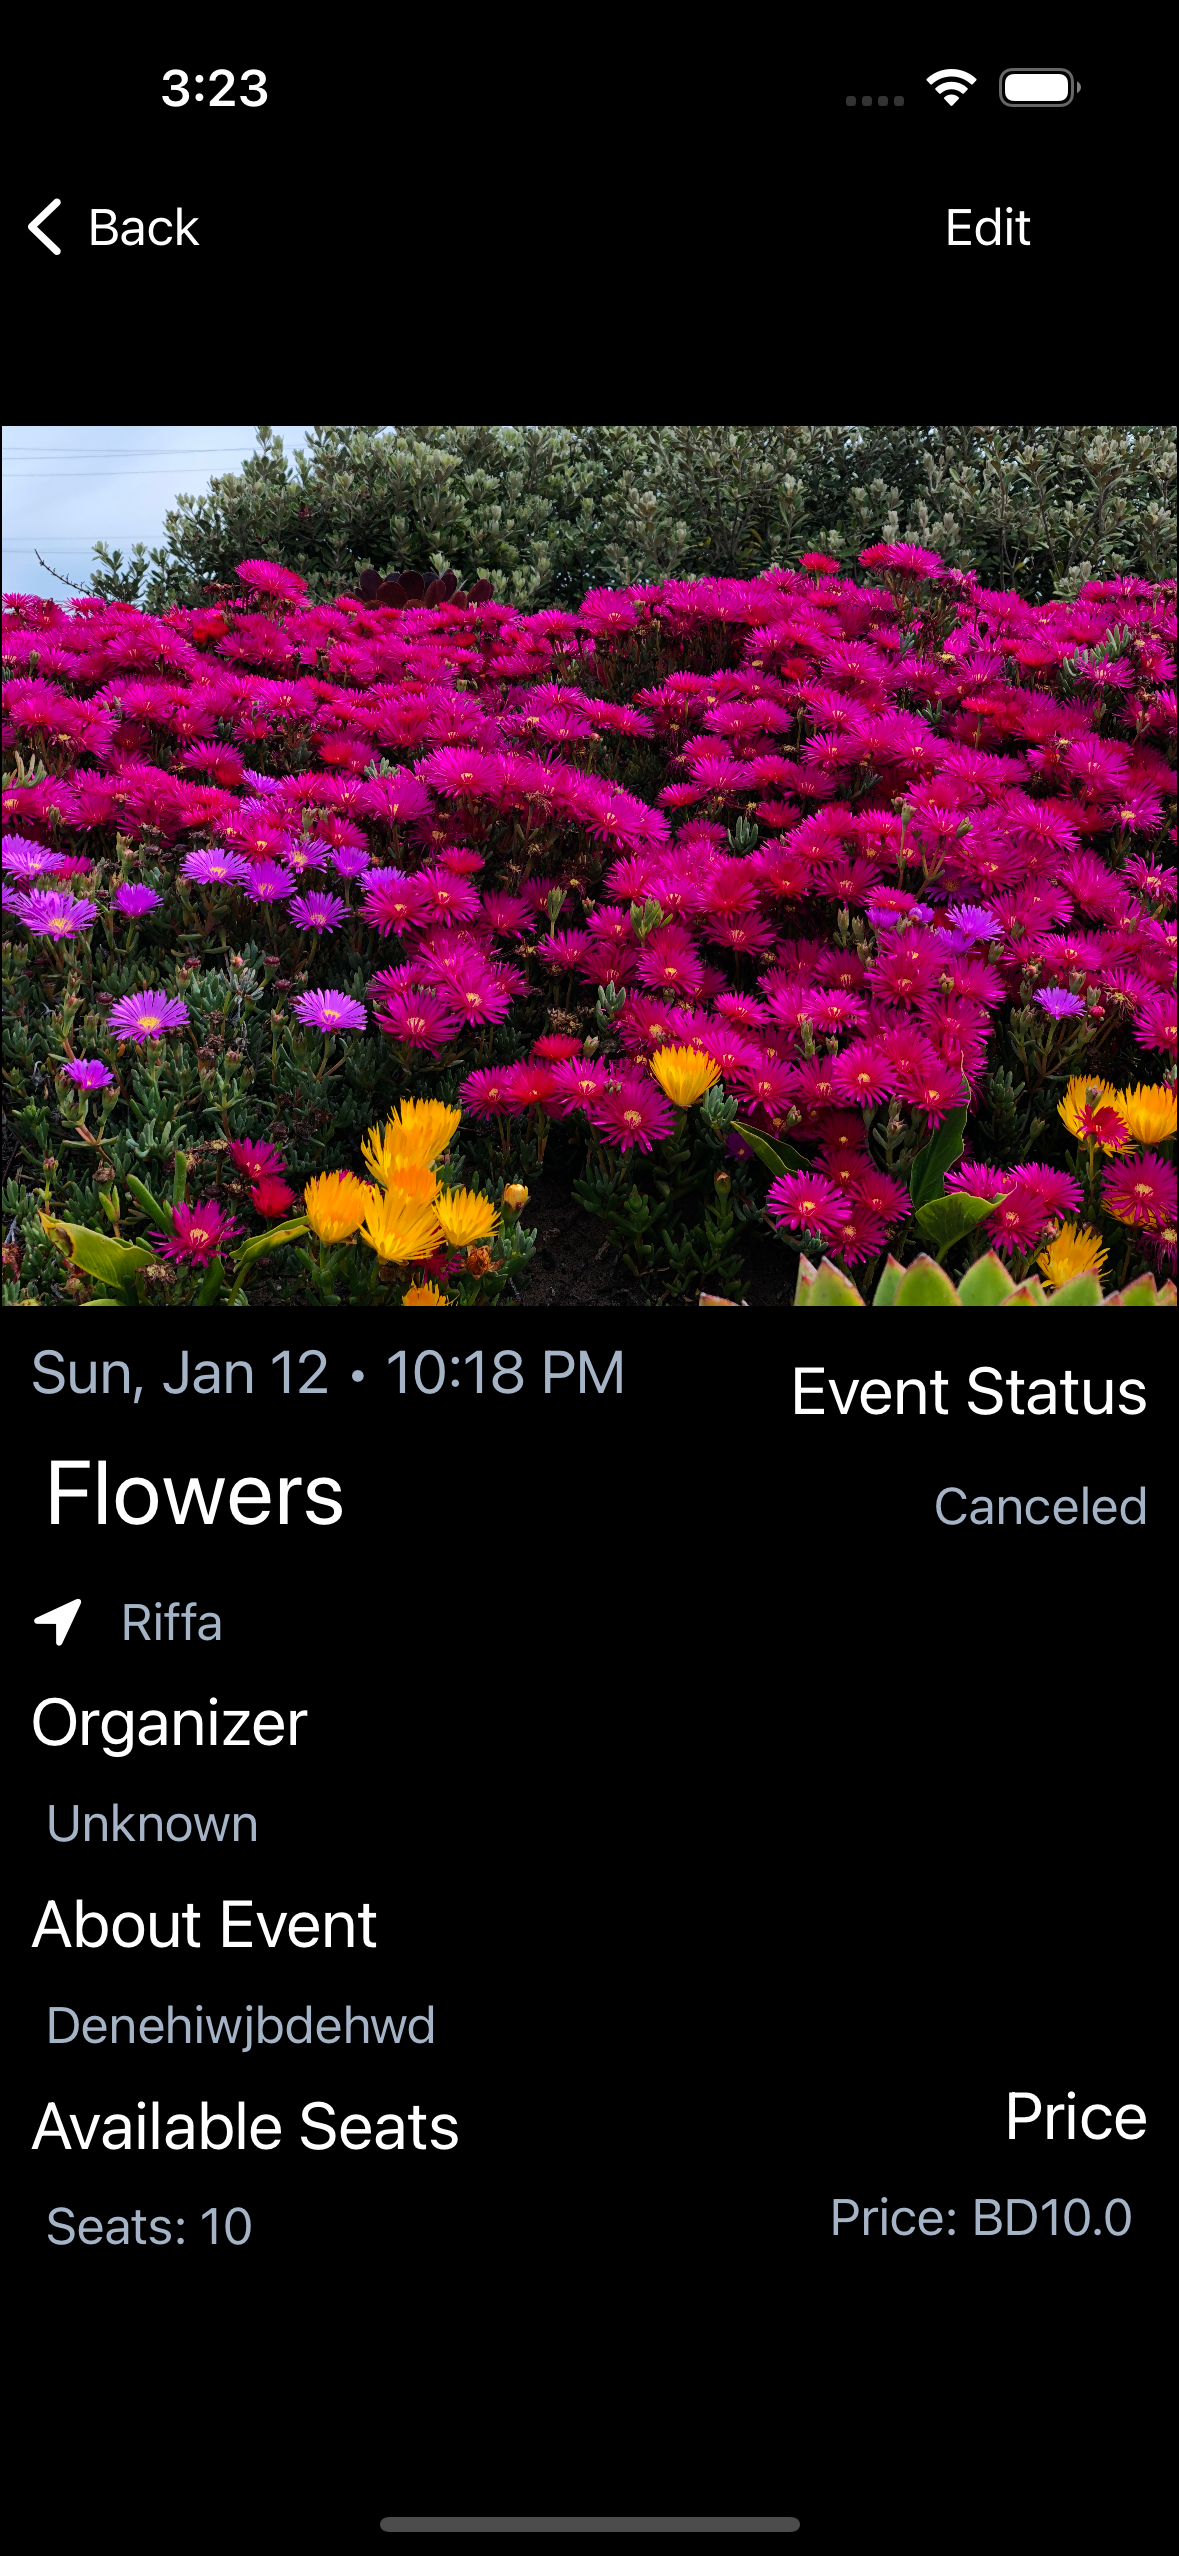 3:23
Back
Edit
Sun, Jan 12 • 10:18 PM
Event Status
Flowers
Canceled
Riffa
Organizer
Unknown
About Event
Denehiwjbdehwd
Available Seats
Price
Seats: 10
Price: BD10.0